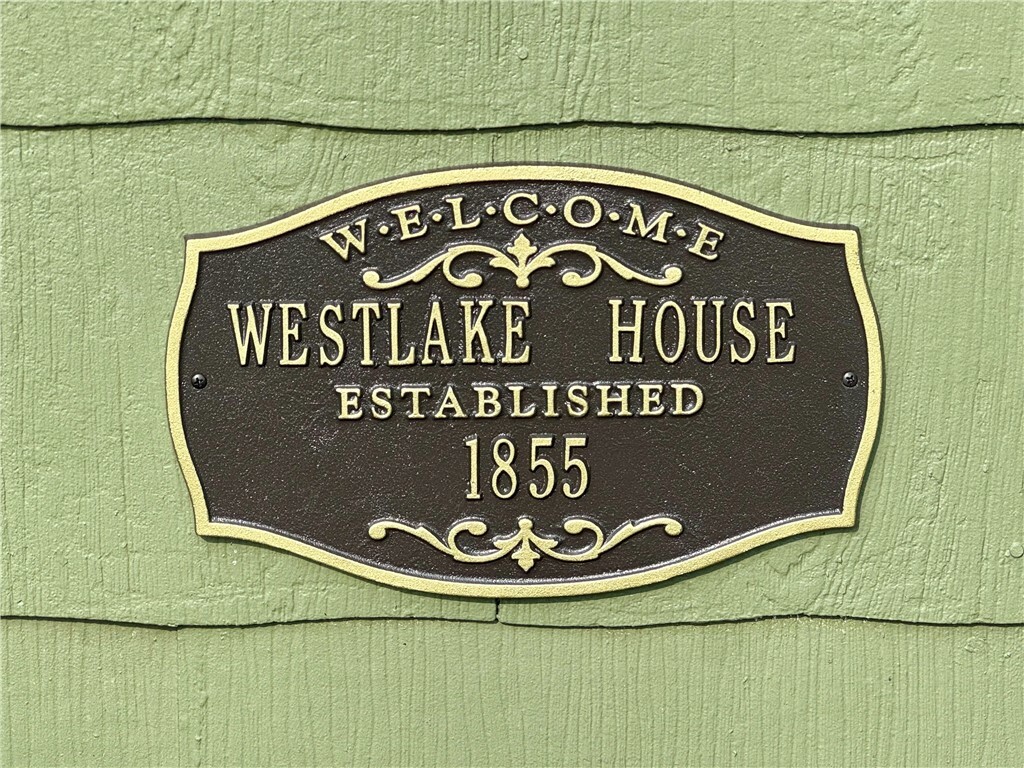 W·E·L·C·O·M·E
WESTLAKE HOUSE
ESTABLISHED
1855